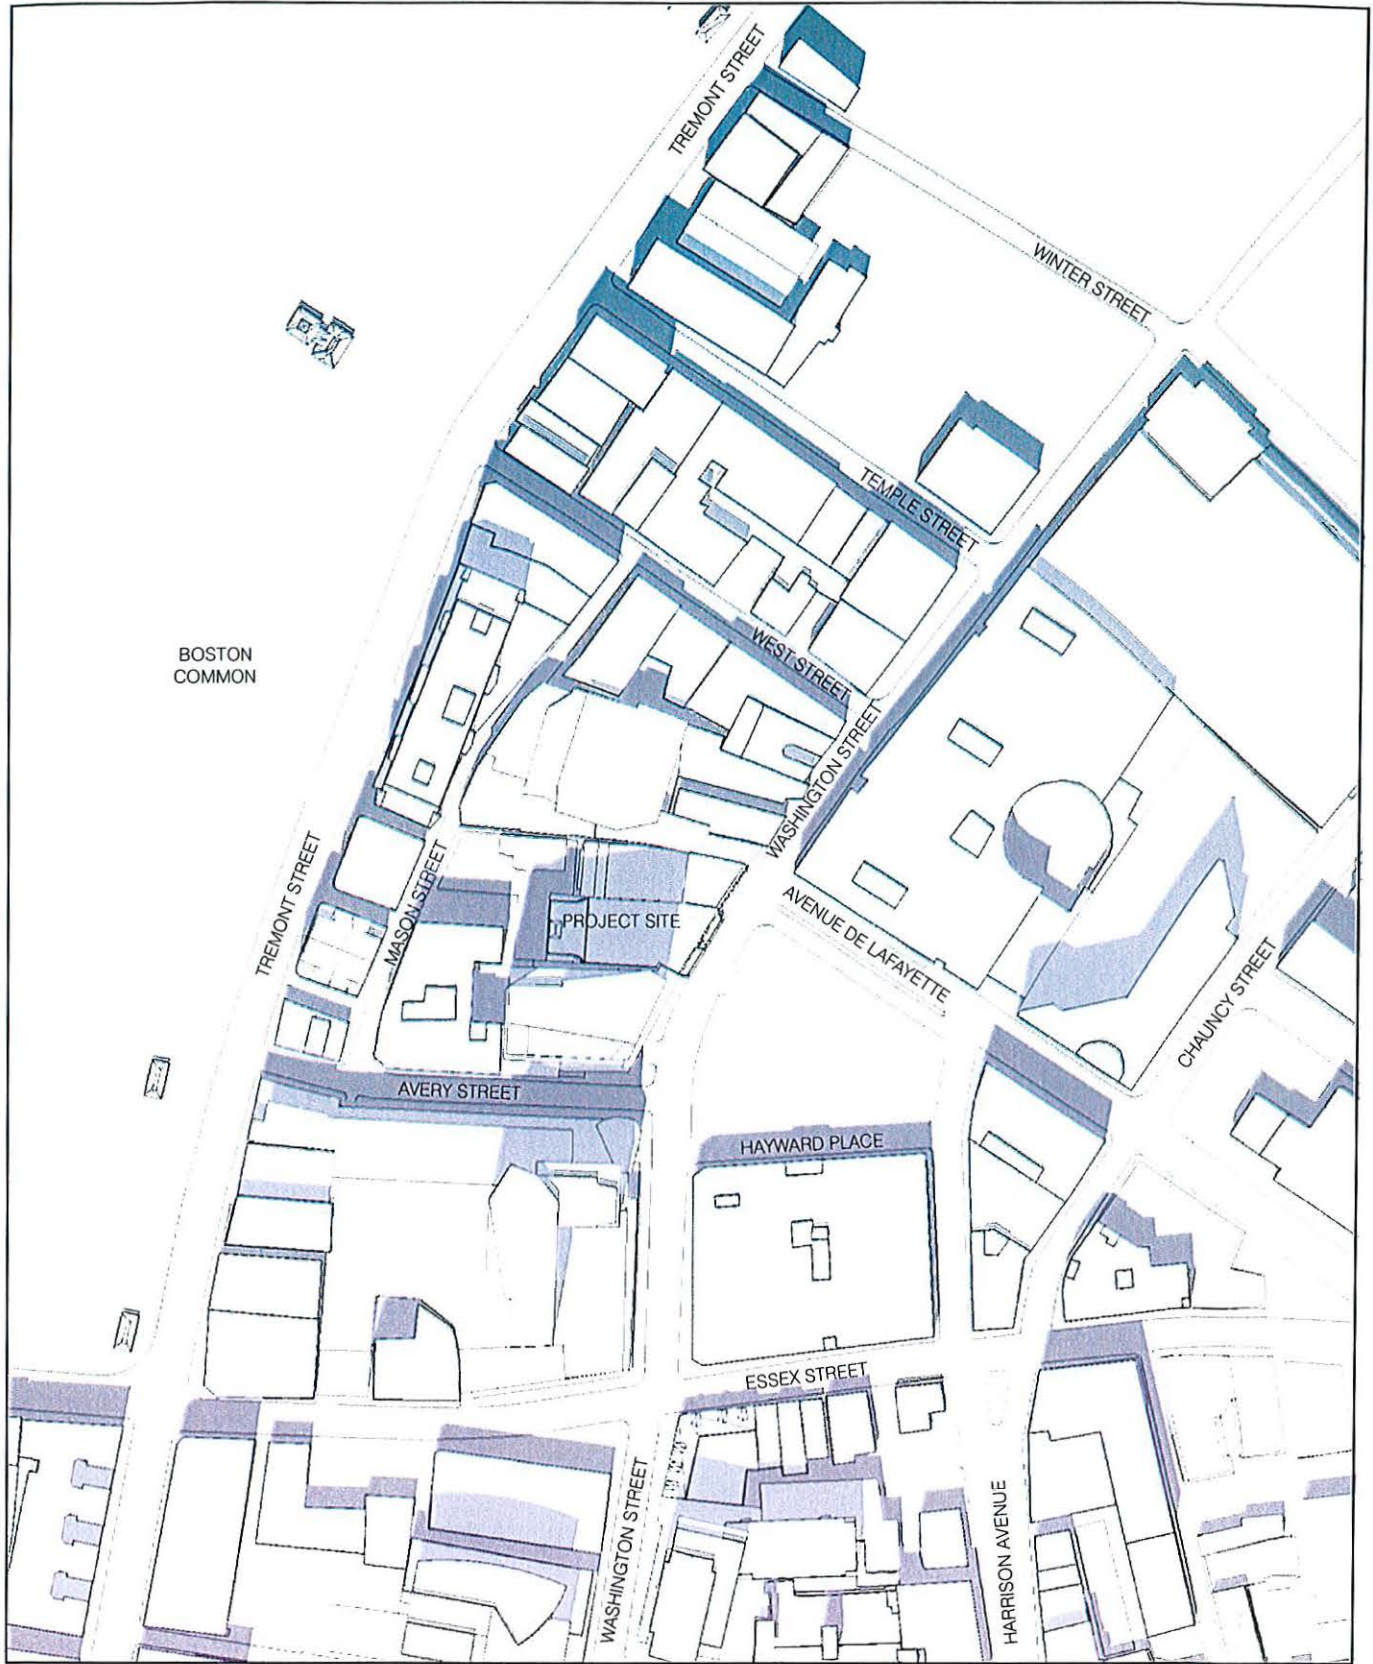 TREMONT STREET
WINTER STREET
TEMPLE STREET
WEST STREET
BOSTON
COMMON
WASHINGTON STREET
TREMONT STREET
MASON STREET
PROJECT SITE
AVENUE DE LAFAYETTE
CHAUNCY STREET
AVERY STREET
HAYWARD PLACE
ESSEX STREET
WASHINGTON STREET
HARRISON AVENUE